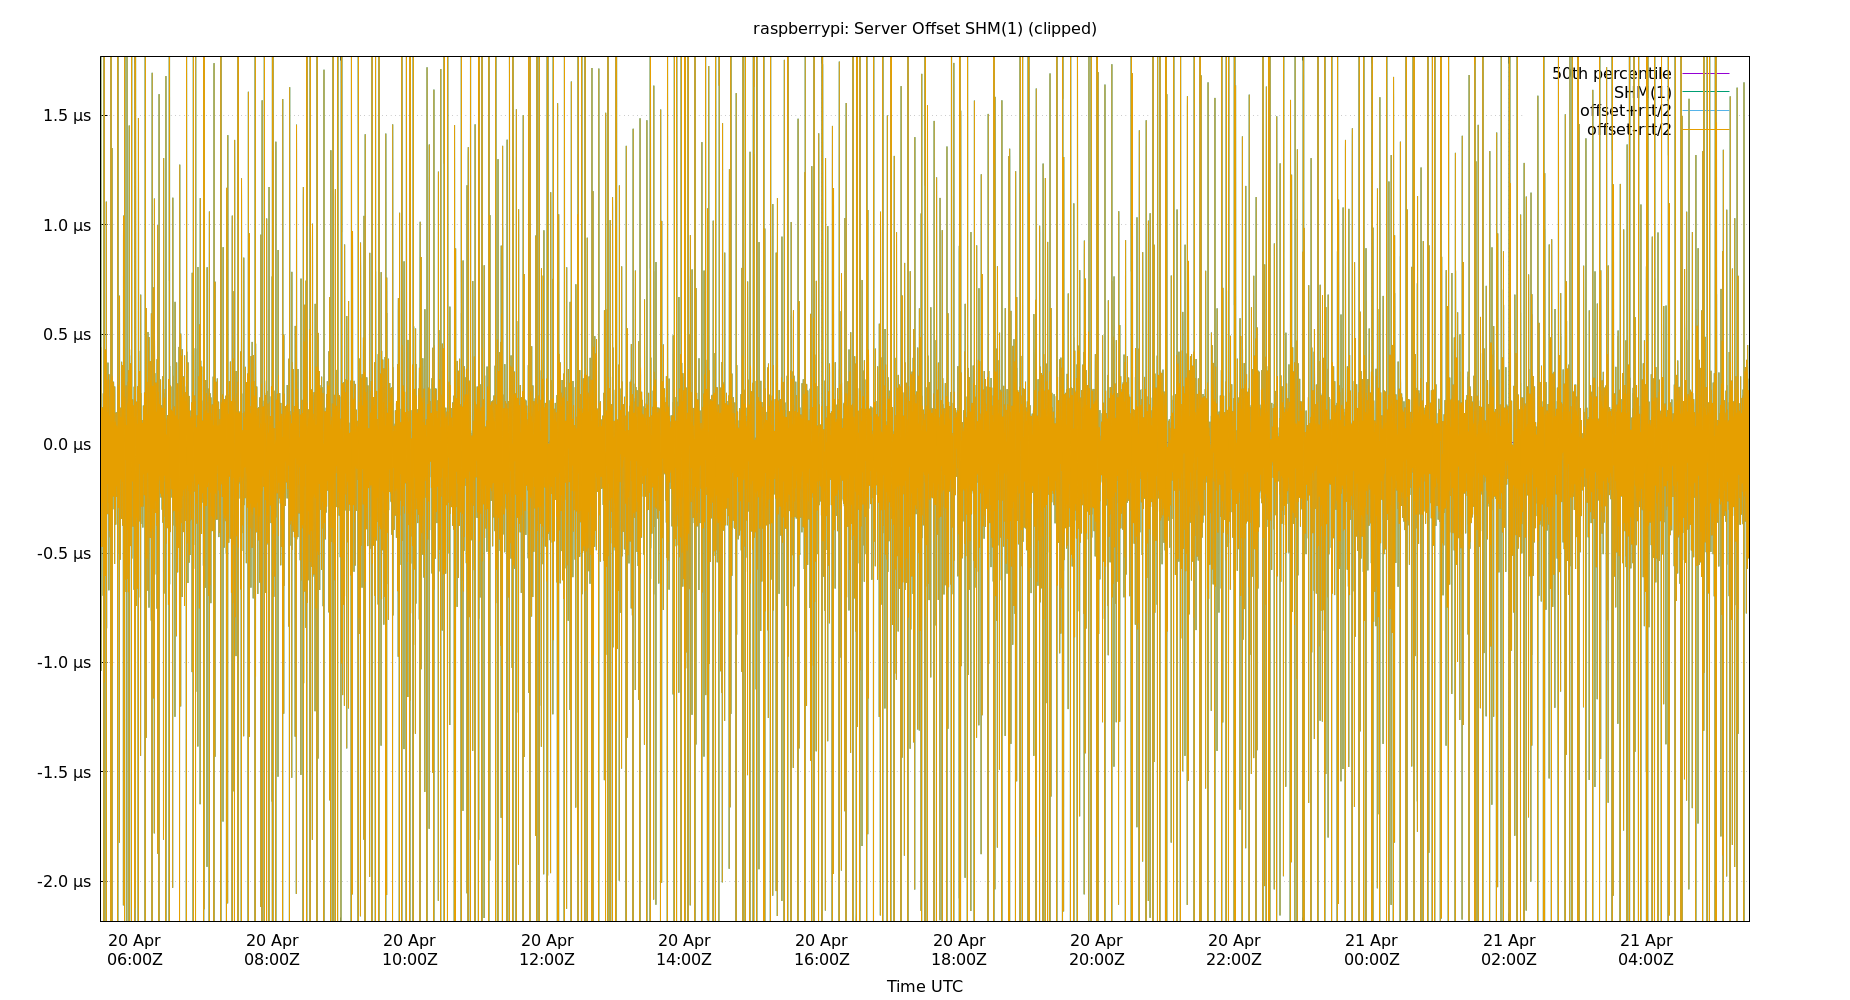 raspberrypi: Server Offset SHM(1) (clipped)
50th percentile
SHM(1)
offset+rtt/2
offset-rtt/2
1.5 µs
1.0 µs
0.5 µs
0.0 µs
-0.5 µs
-1.0 µs
-1.5 µs
-2.0 µs
20 Apr 20 Apr 20 Apr 20 Apr 20 Apr 20 Apr 20 Apr 20 Apr 20 Apr 21 Apr 21 Apr 21 Apr
06:00Z 08:00Z 10:00Z 12:00Z 14:00Z 16:00Z 18:00Z 20:00Z 22:00Z 00:00Z 02:00Z 04:00Z
Time UTC